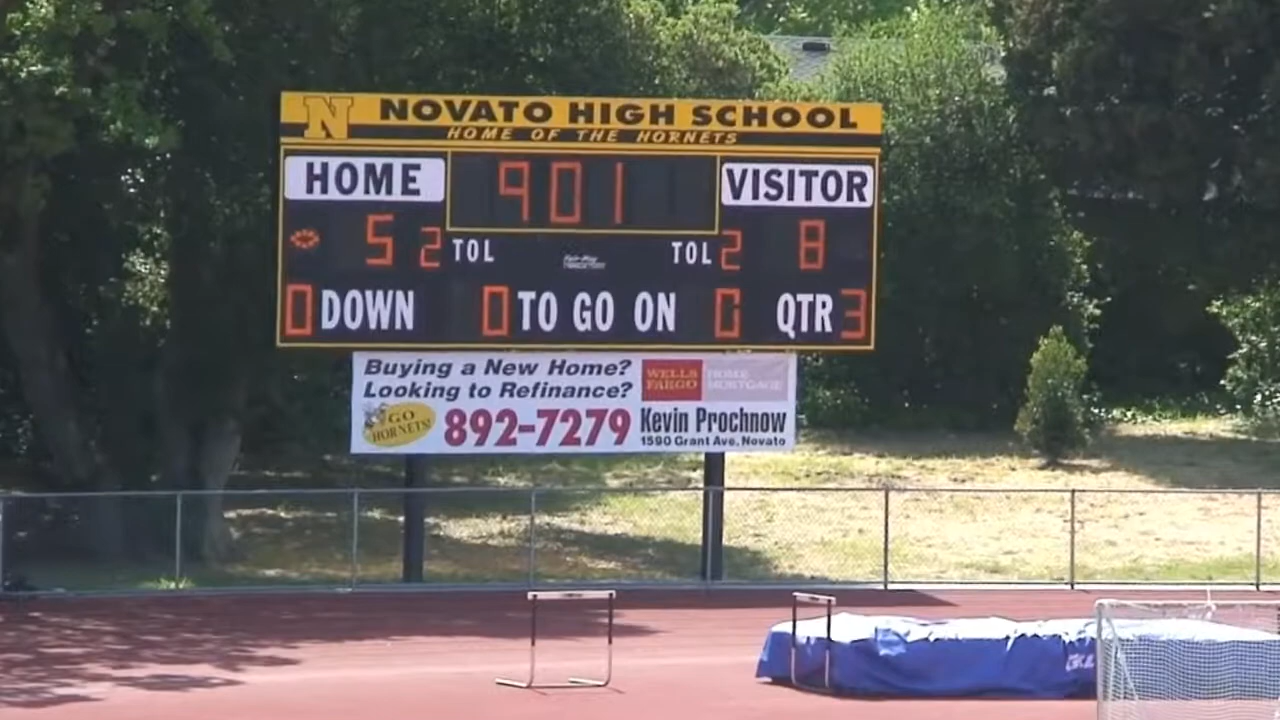 N NOVATO HIGH SCHOOL
HOME OF THE HORNETS
HOME 901 VISITOR
5 2 TOL TOL 2 8
0 DOWN 0 TO GO ON 0 QTR 3
Buying a New Home?
Looking to Refinance?
WELLS FARGO
HOME MORTGAGE
GO HORNETS!
892-7279
Kevin Prochnow
1590 Grant Ave, Novato